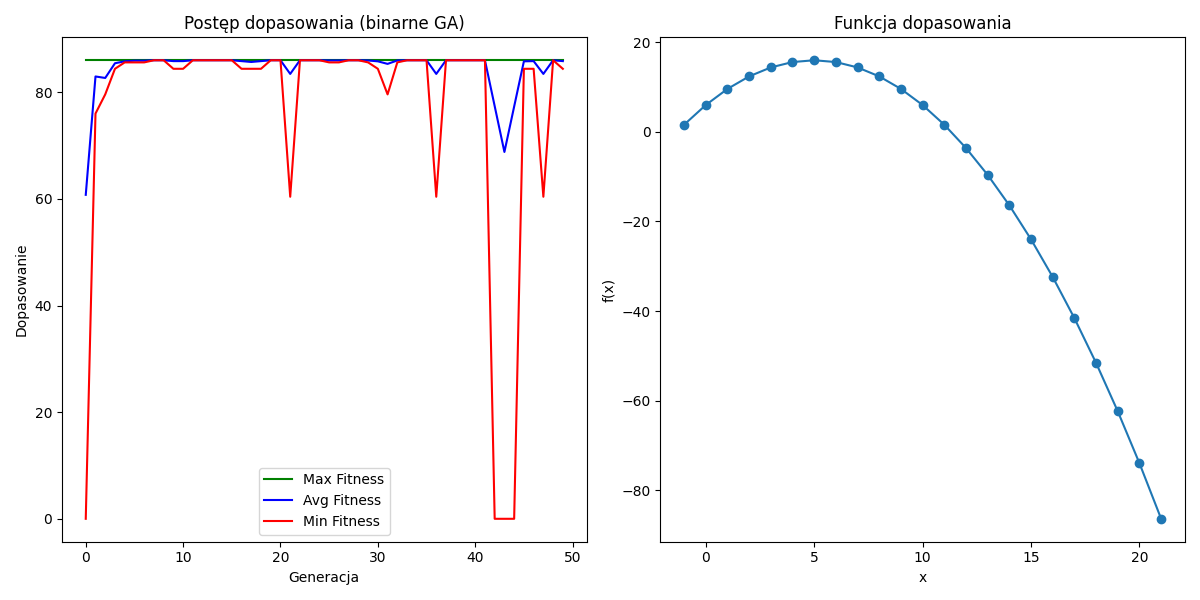 Postęp dopasowania (binarne GA)
Dopasowanie
80
60
40
20
0
Max Fitness
Avg Fitness
Min Fitness
0 10 20 30 40 50
Generacja
Funkcja dopasowania
f(x)
20
0
−20
−40
−60
−80
0 5 10 15 20
x